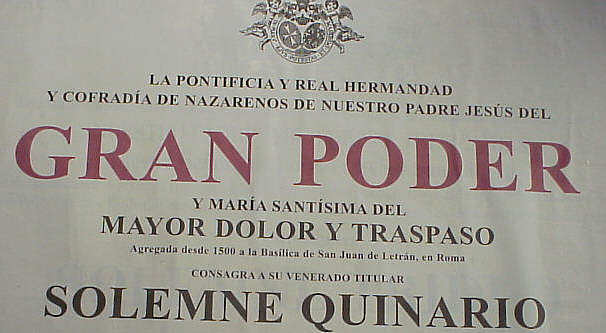 LA PONTIFICIA Y REAL HERMANDAD
Y COFRADÍA DE NAZARENOS DE NUESTRO PADRE JESÚS DEL
GRAN PODER
Y MARÍA SANTÍSIMA DEL
MAYOR DOLOR Y TRASPASO
Agregada desde 1500 a la Basílica de San Juan de Letrán, en Roma
CONSAGRA A SU VENERADO TITULAR
SOLEMNE QUINARIO